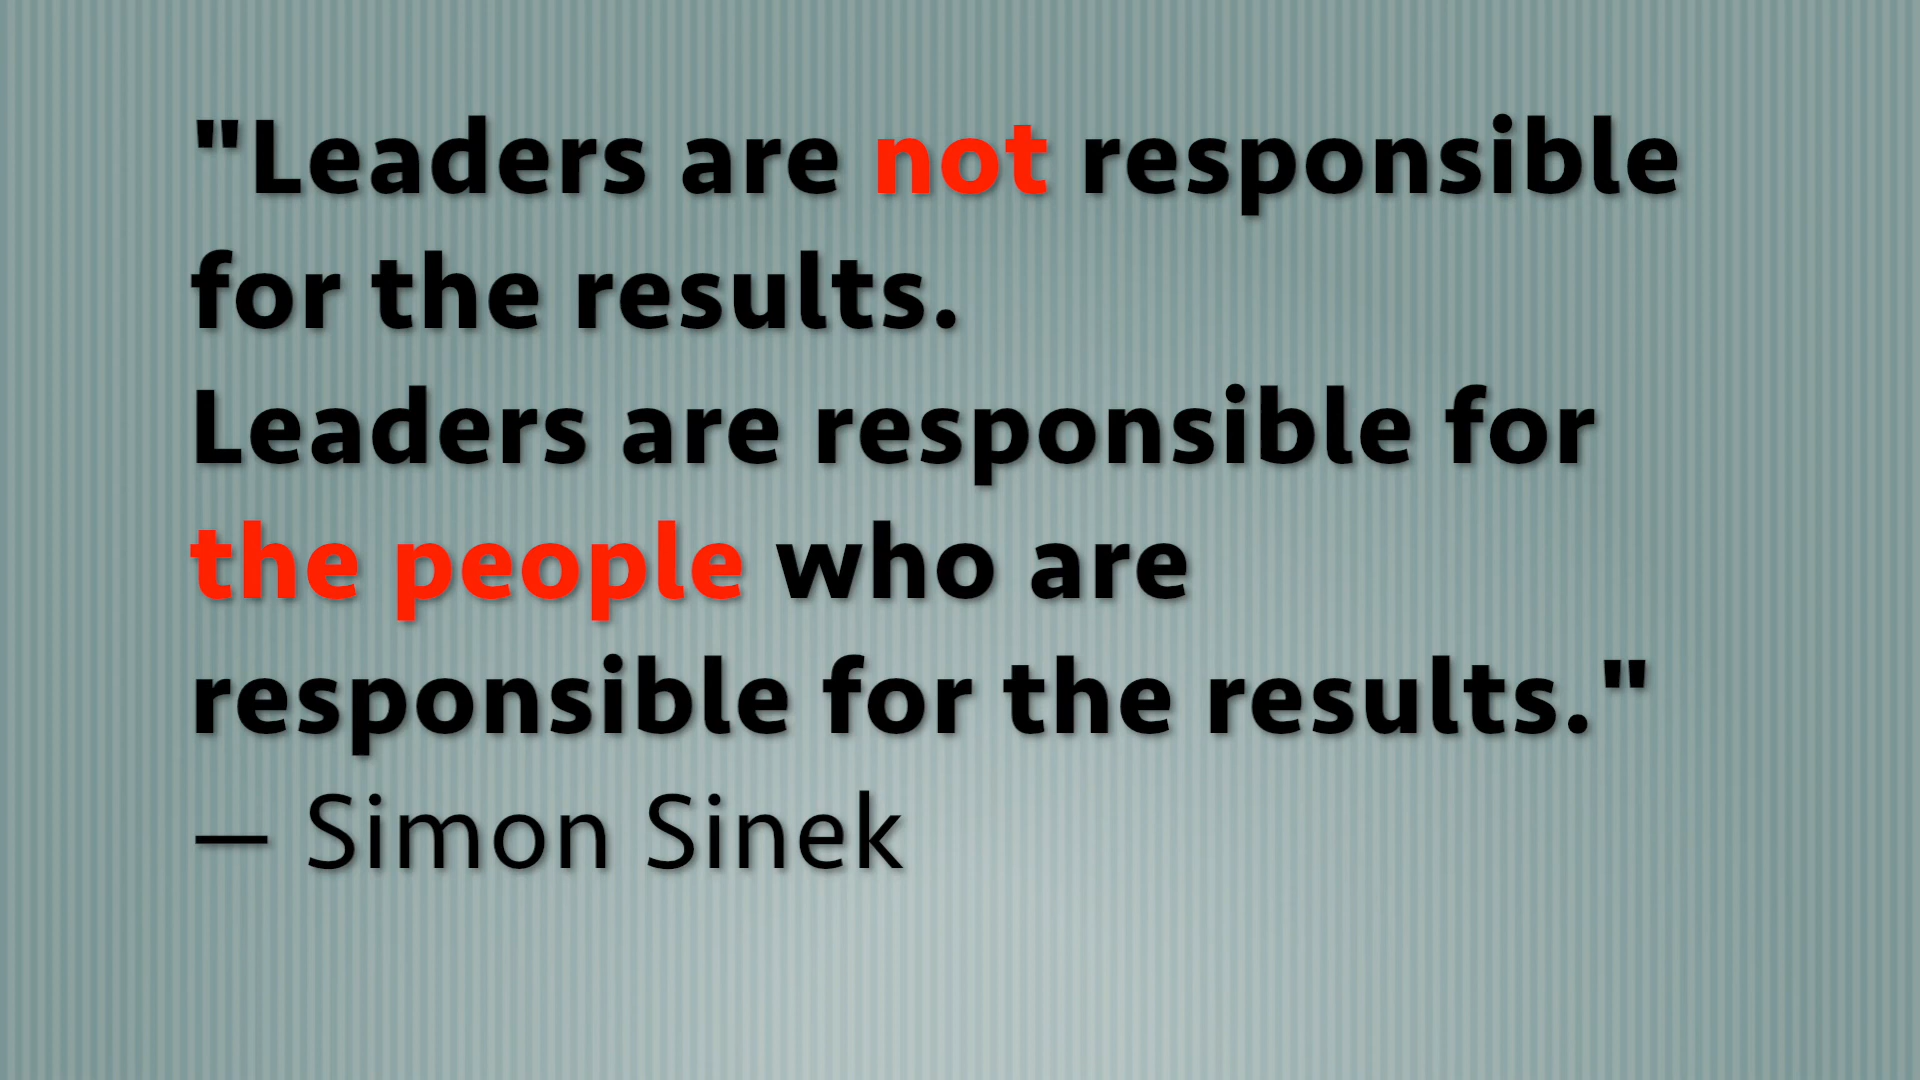 "Leaders are not responsible
for the results.
Leaders are responsible for
the people who are
responsible for the results."
— Simon Sinek